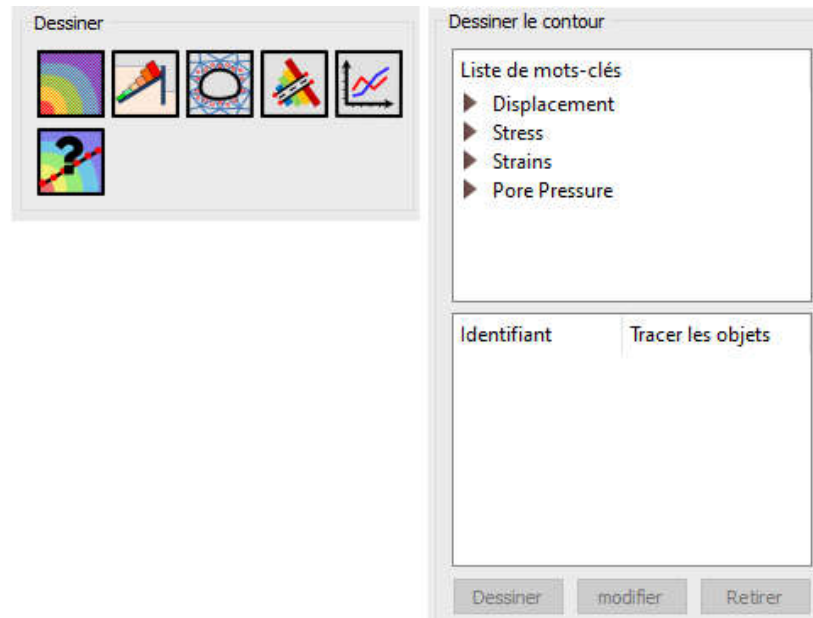 Dessiner
?
Dessiner le contour
Liste de mots-clés
Displacement
Stress
Strains
Pore Pressure
Identifiant Tracer les objets
Dessiner modifier Retirer